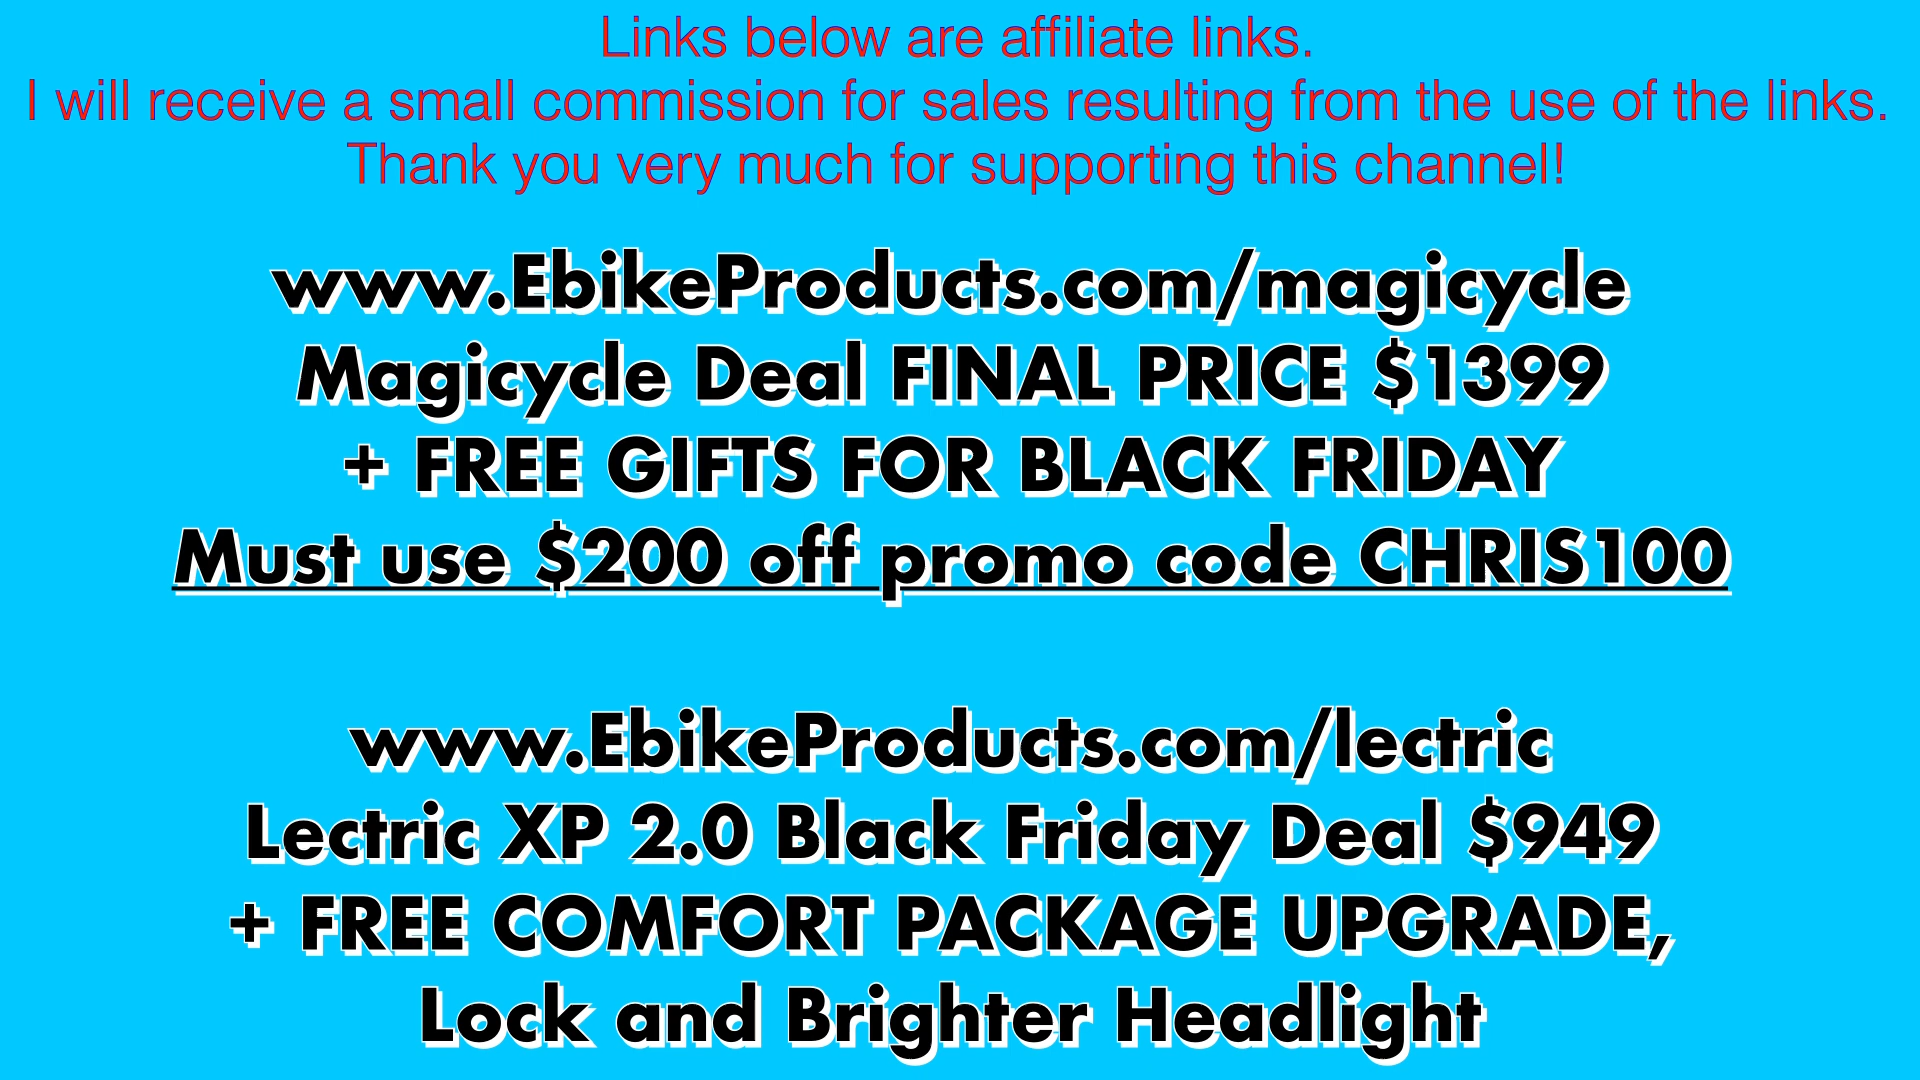 Links below are affiliate links.
I will receive a small commission for sales resulting from the use of the links.
Thank you very much for supporting this channel!
www.EbikeProducts.com/magicycle
Magicycle Deal FINAL PRICE $1399
+ FREE GIFTS FOR BLACK FRIDAY
Must use $200 off promo code CHRIS100
www.EbikeProducts.com/lectric
Lectric XP 2.0 Black Friday Deal $949
+ FREE COMFORT PACKAGE UPGRADE,
Lock and Brighter Headlight